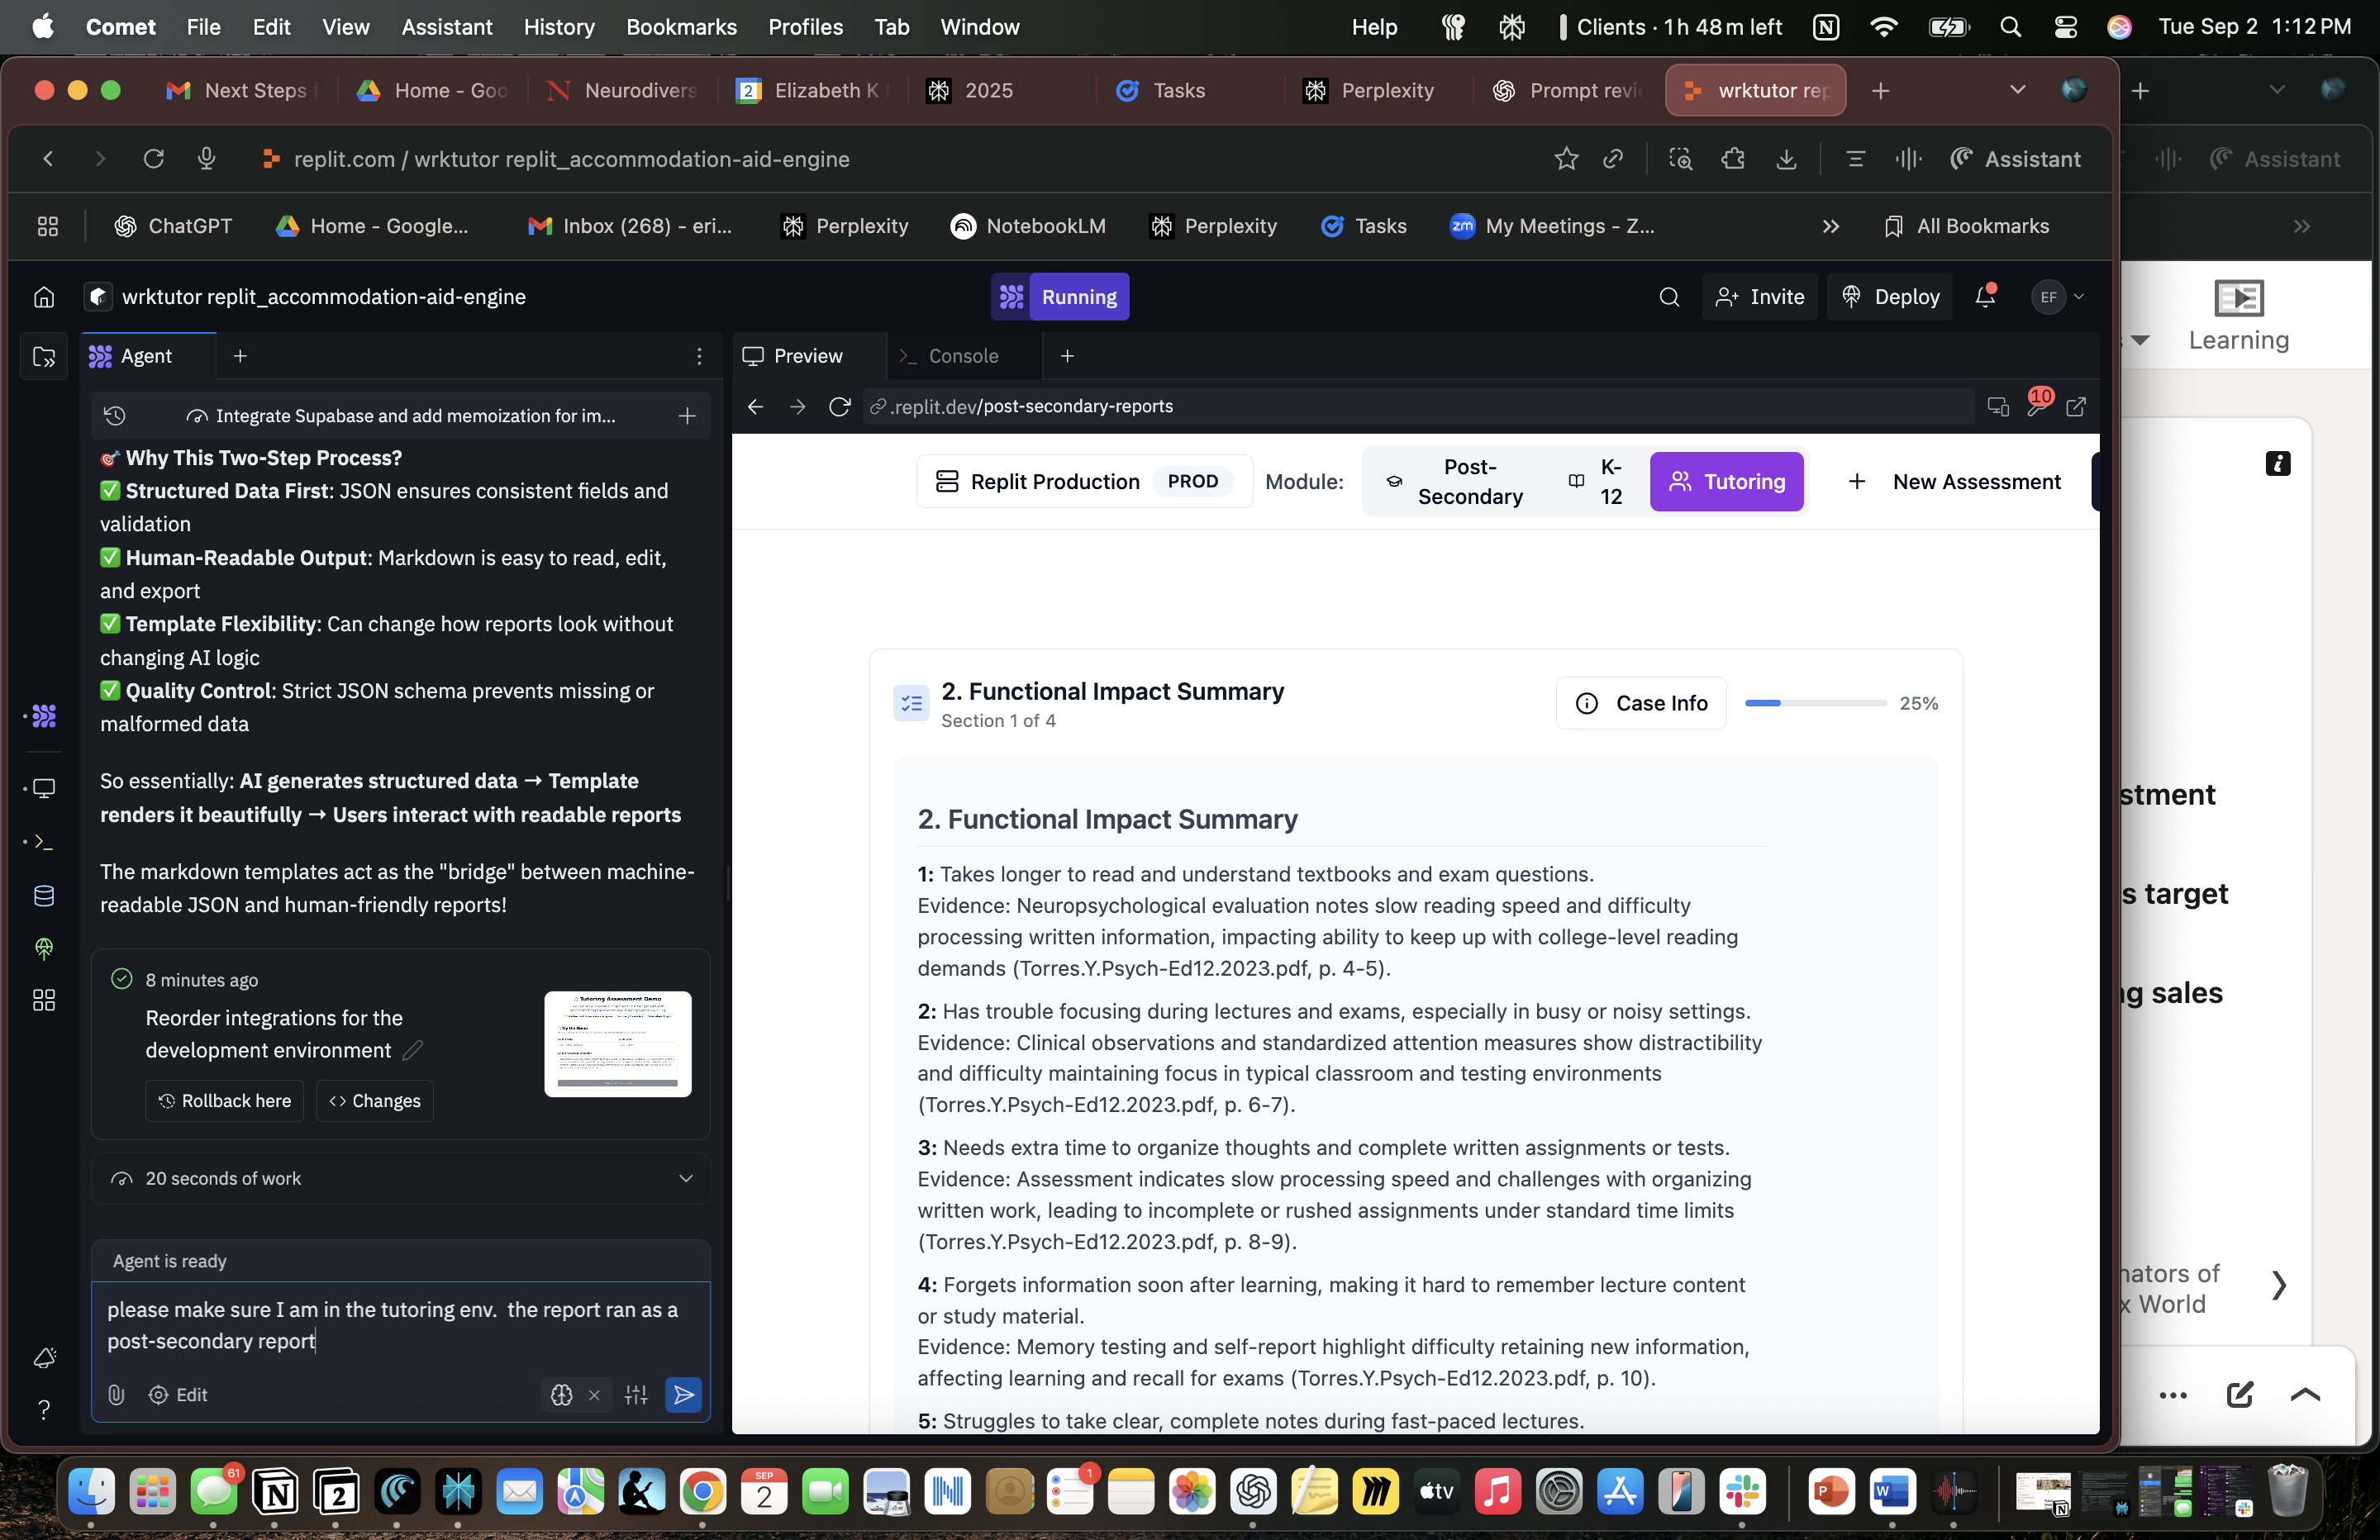 Comet File Edit View Assistant History Bookmarks Profiles Tab Window Help Clients · 1h 48m left Tue Sep 2 1:12 PM
Next Steps Home - Goo Neurodivers 2 Elizabeth K 2025 Tasks Perplexity Prompt revie wrktutor rep
replit.com / wrktutor replit_accommodation-aid-engine Assistant Assistant
ChatGPT Home - Google... Inbox (268) - eri... Perplexity NotebookLM Perplexity Tasks zm My Meetings - Z... All Bookmarks
wrktutor replit_accommodation-aid-engine Running Invite Deploy EF
Learning
Agent
Preview Console
Integrate Supabase and add memoization for im...
.replit.dev/post-secondary-reports 10
🎯 Why This Two-Step Process?
✅ Structured Data First: JSON ensures consistent fields and
validation
✅ Human-Readable Output: Markdown is easy to read, edit,
and export
✅ Template Flexibility: Can change how reports look without
changing AI logic
✅ Quality Control: Strict JSON schema prevents missing or
malformed data
So essentially: AI generates structured data → Template
renders it beautifully → Users interact with readable reports
The markdown templates act as the "bridge" between machine-
readable JSON and human-friendly reports!
8 minutes ago
Reorder integrations for the
development environment
Tutoring Assessment Demo
Rollback here <> Changes
20 seconds of work
Agent is ready
please make sure I am in the tutoring env.  the report ran as a
post-secondary report
Edit
Replit Production PROD Module:
Post-
Secondary
K-
12
Tutoring
+ New Assessment
2. Functional Impact Summary
Section 1 of 4
Case Info 25%
2. Functional Impact Summary
1: Takes longer to read and understand textbooks and exam questions.
Evidence: Neuropsychological evaluation notes slow reading speed and difficulty
processing written information, impacting ability to keep up with college-level reading
demands (Torres.Y.Psych-Ed12.2023.pdf, p. 4-5).
2: Has trouble focusing during lectures and exams, especially in busy or noisy settings.
Evidence: Clinical observations and standardized attention measures show distractibility
and difficulty maintaining focus in typical classroom and testing environments
(Torres.Y.Psych-Ed12.2023.pdf, p. 6-7).
3: Needs extra time to organize thoughts and complete written assignments or tests.
Evidence: Assessment indicates slow processing speed and challenges with organizing
written work, leading to incomplete or rushed assignments under standard time limits
(Torres.Y.Psych-Ed12.2023.pdf, p. 8-9).
4: Forgets information soon after learning, making it hard to remember lecture content
or study material.
Evidence: Memory testing and self-report highlight difficulty retaining new information,
affecting learning and recall for exams (Torres.Y.Psych-Ed12.2023.pdf, p. 10).
5: Struggles to take clear, complete notes during fast-paced lectures.
stment
s target
ng sales
nators of
x World
61 2 SEP 2 1 tv P W